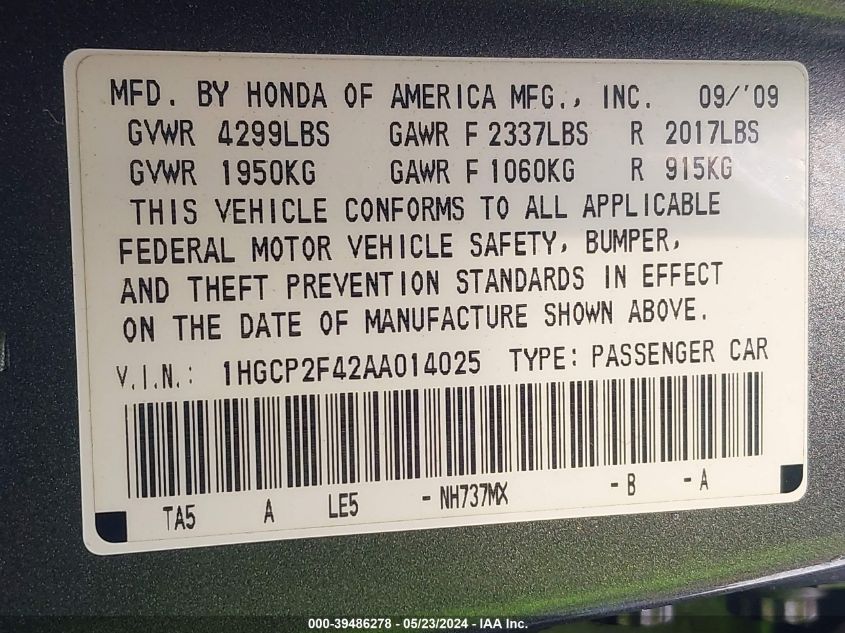 MFD. BY HONDA OF AMERICA MFG., INC. 09/'09
GVWR 4299LBS GAWR F 2337LBS R 2017LBS
GVWR 1950KG GAWR F 1060KG R 915KG
THIS VEHICLE CONFORMS TO ALL APPLICABLE
FEDERAL MOTOR VEHICLE SAFETY, BUMPER,
AND THEFT PREVENTION STANDARDS IN EFFECT
ON THE DATE OF MANUFACTURE SHOWN ABOVE.
V.I.N.: 1HGCP2F42AA014025 TYPE: PASSENGER CAR
TA5 A LE5 - NH737MX - B - A
000-39486278 - 05/23/2024 - IAA Inc.